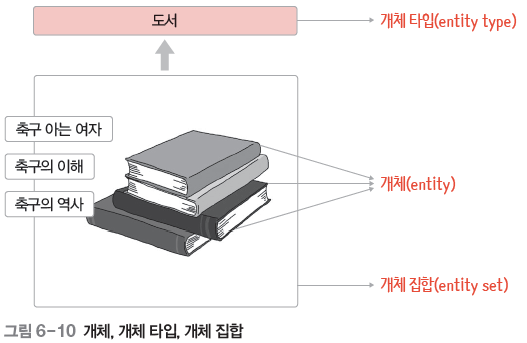 도서
개체 타입(entity type)
축구 아는 여자
축구의 이해
축구의 역사
개체(entity)
개체 집합(entity set)
그림 6-10 개체, 개체 타입, 개체 집합